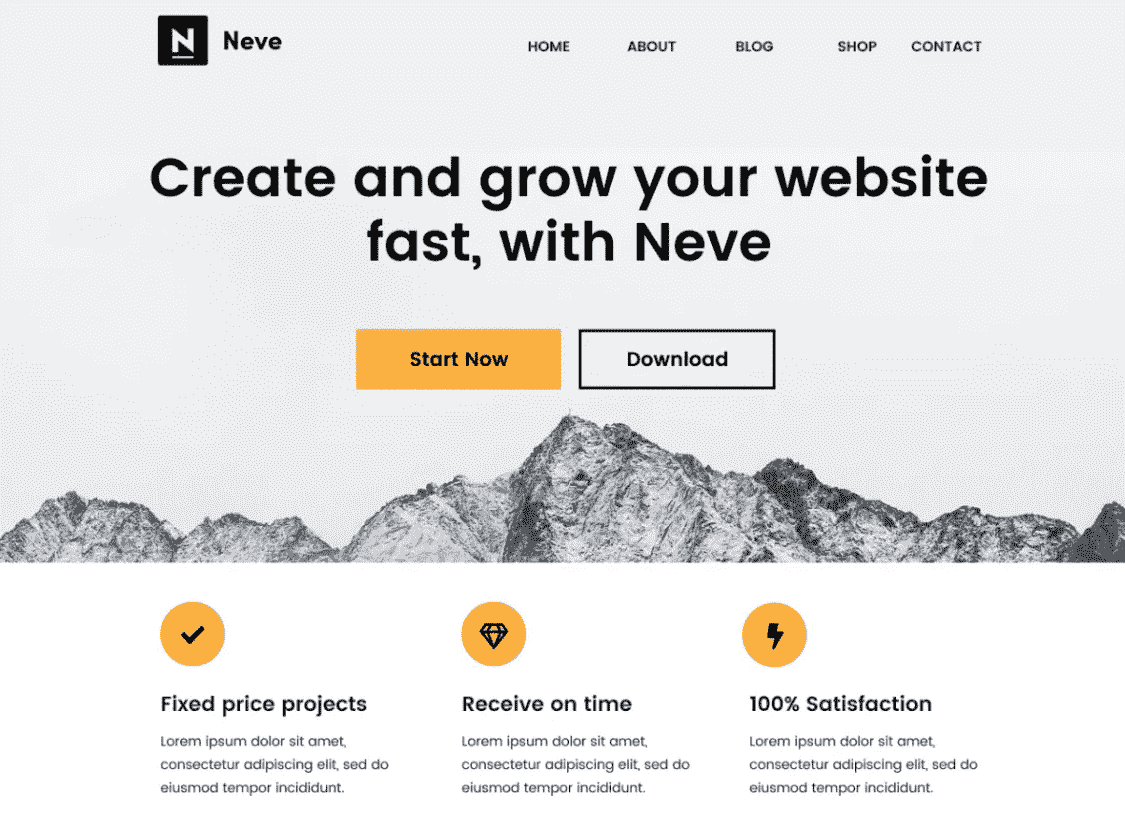 N Neve
HOME ABOUT BLOG SHOP CONTACT
Create and grow your website
fast, with Neve
Start Now Download
Fixed price projects
Lorem ipsum dolor sit amet,
consectetur adipiscing elit, sed do
eiusmod tempor incididunt.
Receive on time
Lorem ipsum dolor sit amet,
consectetur adipiscing elit, sed do
eiusmod tempor incididunt.
100% Satisfaction
Lorem ipsum dolor sit amet,
consectetur adipiscing elit, sed do
eiusmod tempor incididunt.